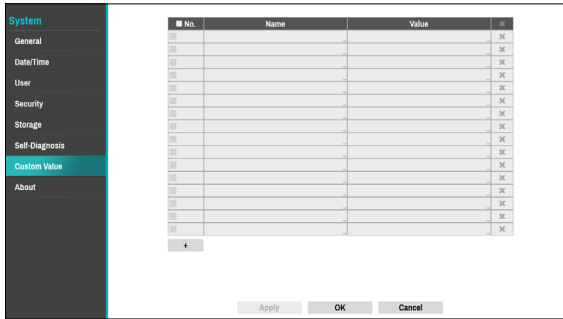 System
General
Date/Time
User
Security
Storage
Self-Diagnosis
Custom Value
About
No. Name Value
+
Apply OK Cancel